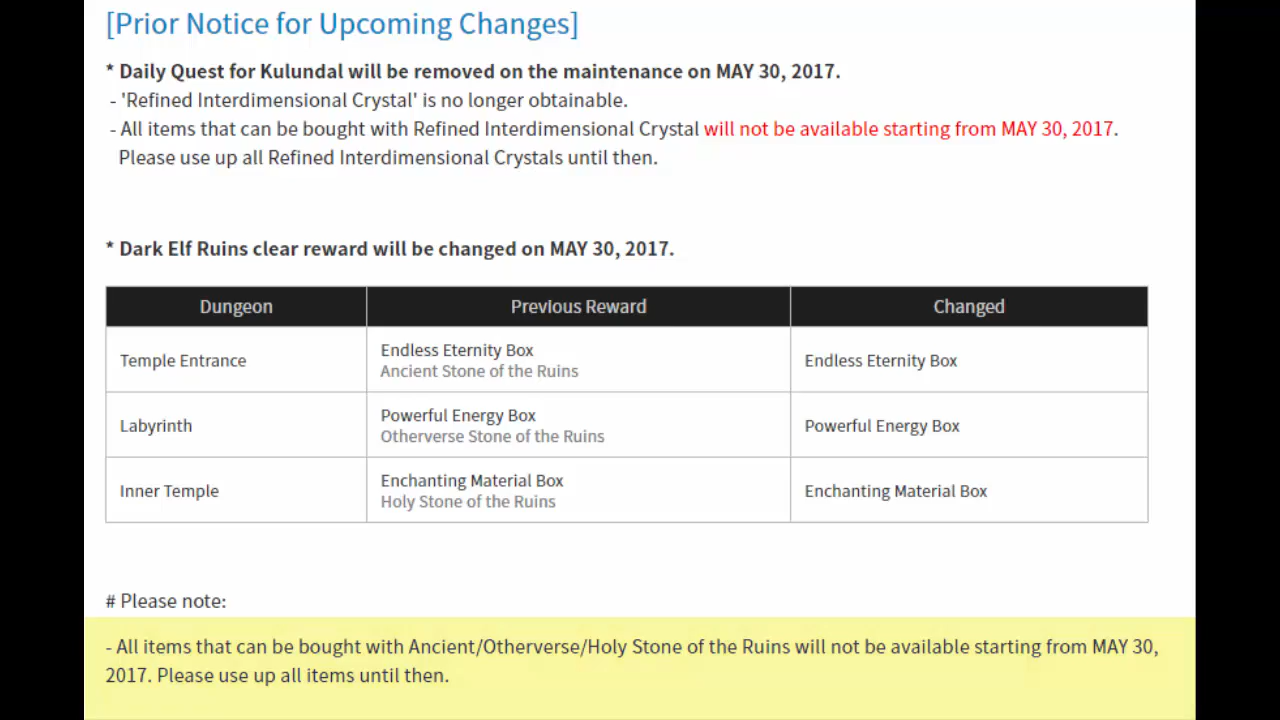 [Prior Notice for Upcoming Changes]
* Daily Quest for Kulundal will be removed on the maintenance on MAY 30, 2017.
- 'Refined Interdimensional Crystal' is no longer obtainable.
- All items that can be bought with Refined Interdimensional Crystal will not be available starting from MAY 30, 2017.
Please use up all Refined Interdimensional Crystals until then.
* Dark Elf Ruins clear reward will be changed on MAY 30, 2017.
Dungeon Previous Reward Changed
Temple Entrance
Endless Eternity Box
Ancient Stone of the Ruins
Endless Eternity Box
Labyrinth
Powerful Energy Box
Otherverse Stone of the Ruins
Powerful Energy Box
Inner Temple
Enchanting Material Box
Holy Stone of the Ruins
Enchanting Material Box
# Please note:
- All items that can be bought with Ancient/Otherverse/Holy Stone of the Ruins will not be available starting from MAY 30,
2017. Please use up all items until then.